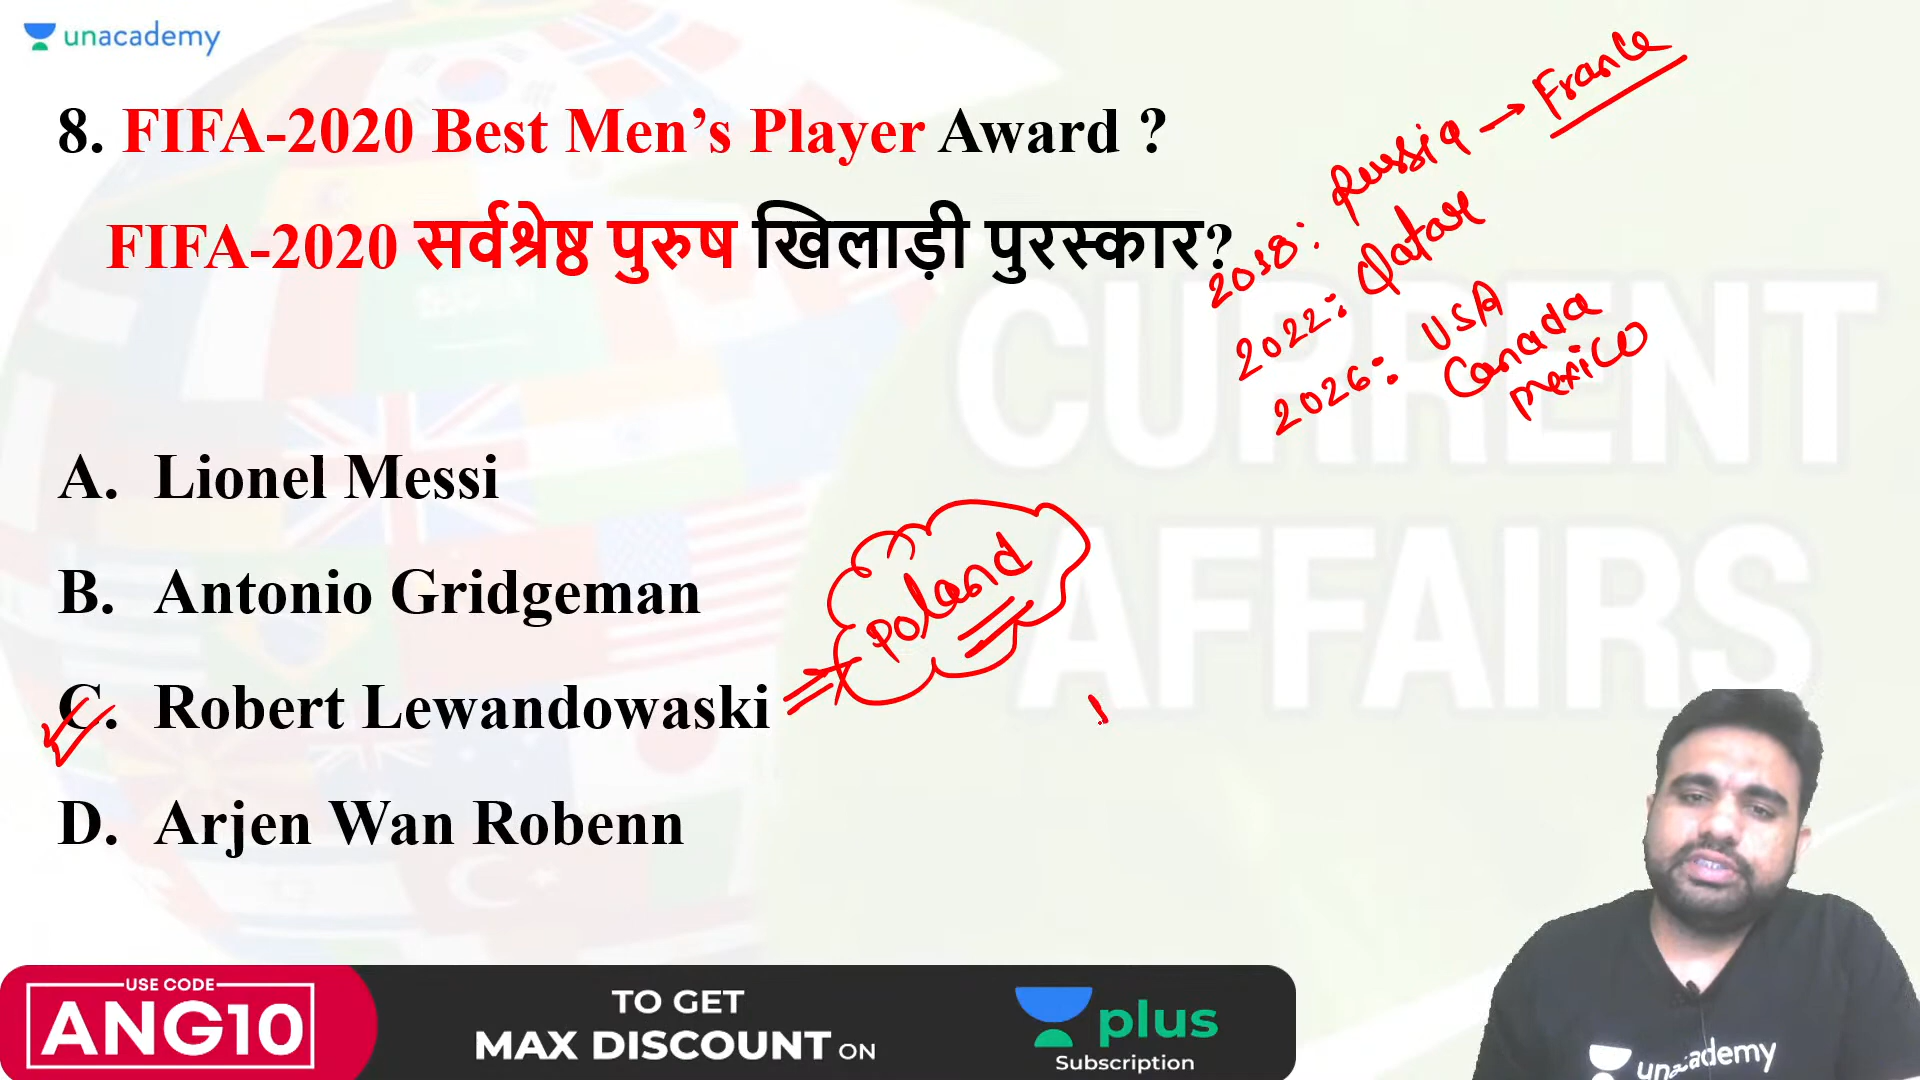 unacademy
8. FIFA-2020 Best Men's Player Award ?
FIFA-2020 सर्वश्रेष्ठ पुरुष खिलाड़ी पुरस्कार?
2018: Russia → France
2022: Qatar
2026: USA
Canada
mexico
CURRENT
AFFAIRS
A. Lionel Messi
B. Antonio Gridgeman
Poland
C. Robert Lewandowaski
D. Arjen Wan Robenn
USE CODE
ANG10
TO GET
MAX DISCOUNT ON
plus
Subscription
unacademy